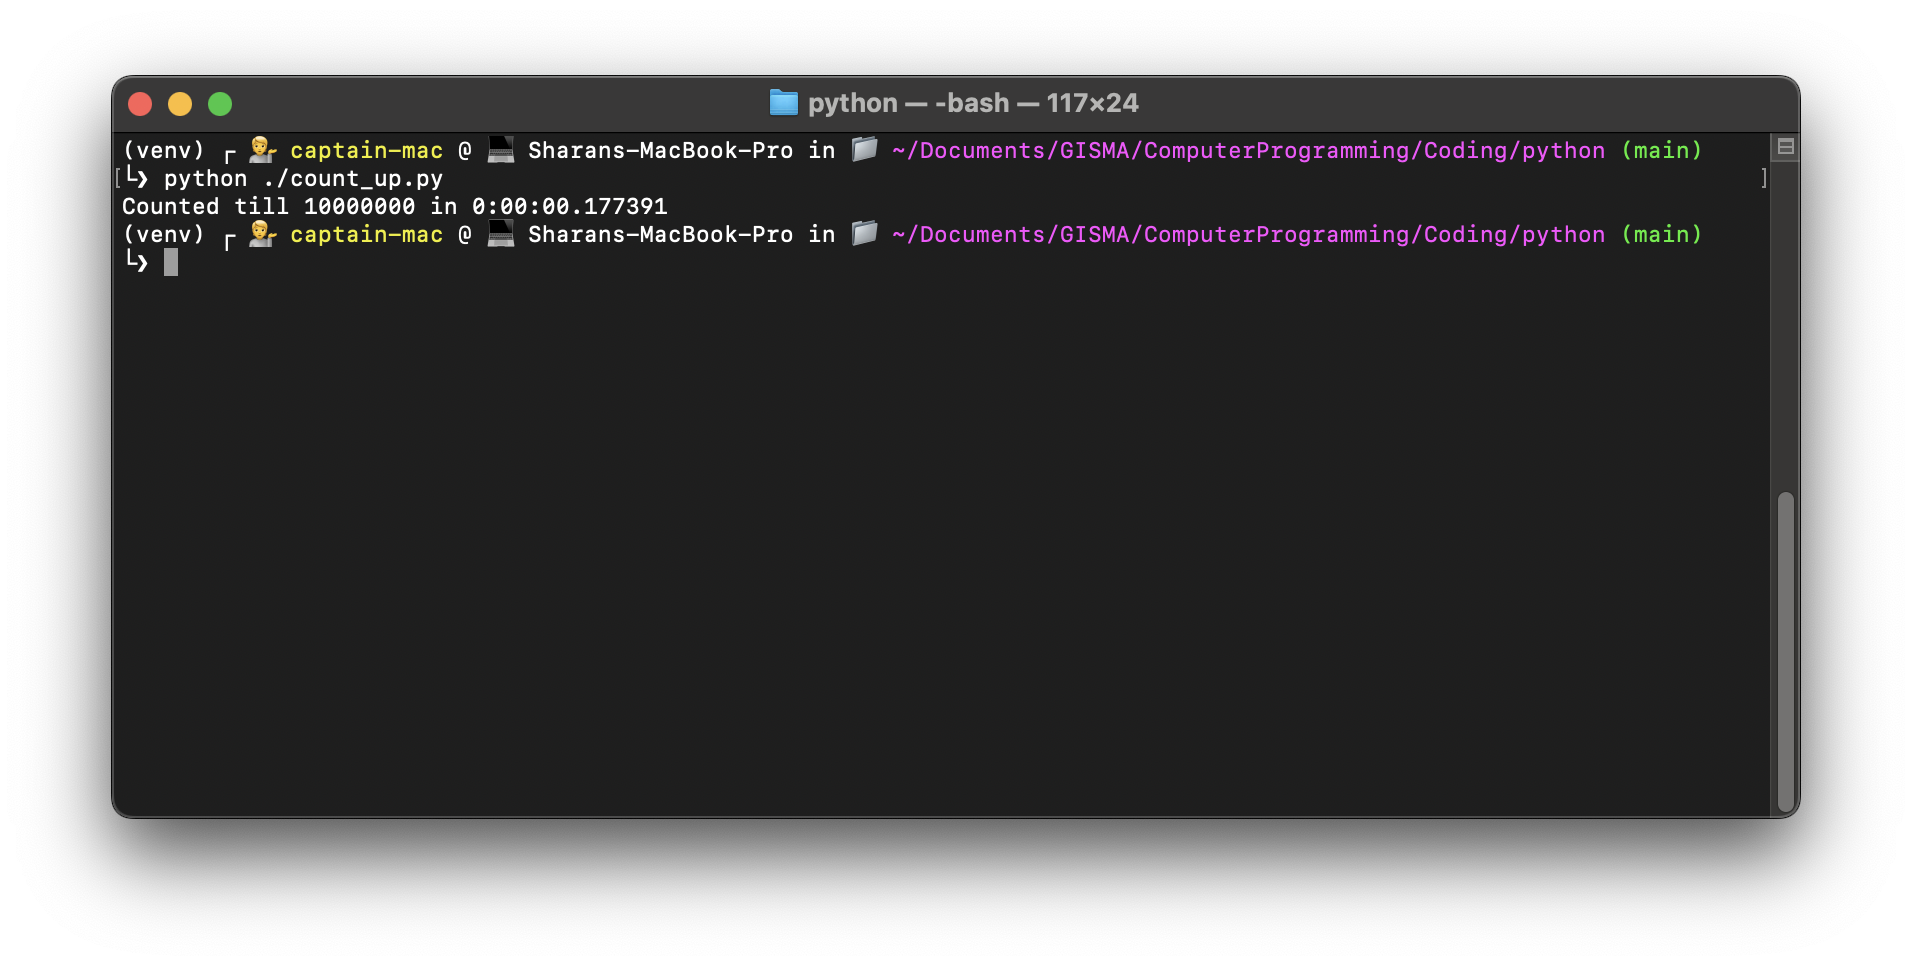 python — -bash — 117×24
(venv) ┌ 💁 captain-mac @ 💻 Sharans-MacBook-Pro in 📁 ~/Documents/GISMA/ComputerProgramming/Coding/python (main)
[└❯ python ./count_up.py ]
Counted till 10000000 in 0:00:00.177391
(venv) ┌ 💁 captain-mac @ 💻 Sharans-MacBook-Pro in 📁 ~/Documents/GISMA/ComputerProgramming/Coding/python (main)
└❯